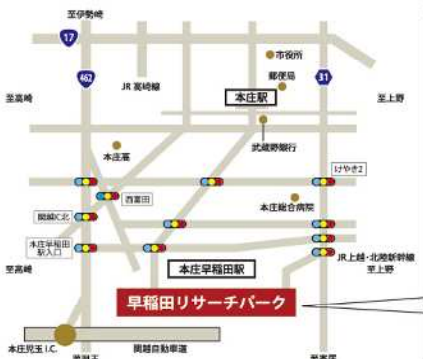 至伊勢崎
17
市役所
462
JR高崎線
郵便局
31
本庄駅
至高崎
至上野
武蔵野銀行
本庄高
けやき2
西富田
本庄総合病院
関越IC北
本庄早稲田
駅入口
本庄早稲田駅
JR上越・北陸新幹線
至高崎
至上野
早稲田リサーチパーク
本庄児玉 I.C.
関越自動車道